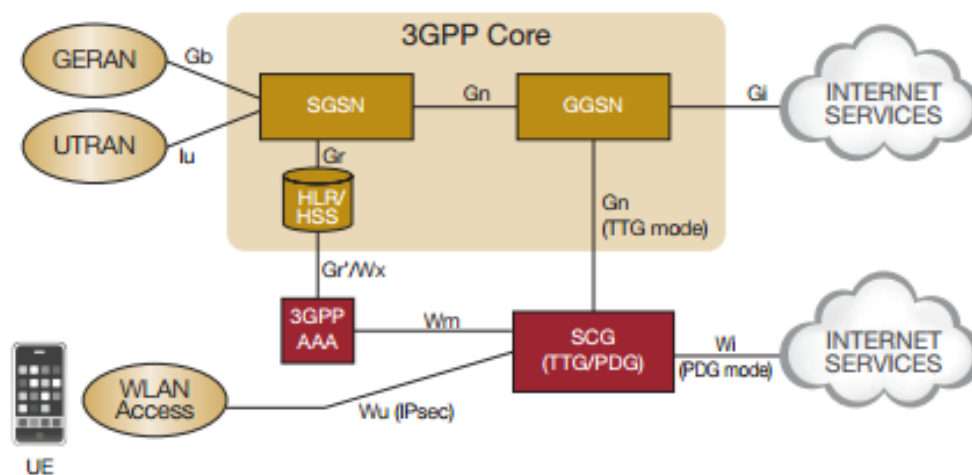 3GPP Core
GERAN
Gb
SGSN
Gn
GGSN
Gi
INTERNET
SERVICES
UTRAN
Iu
Gr
HLR/
HSS
Gn
(TTG mode)
Gr'/Wx
3GPP
AAA
Wm
SCG
(TTG/PDG)
Wi
(PDG mode)
INTERNET
SERVICES
WLAN
Access
Wu (IPsec)
UE